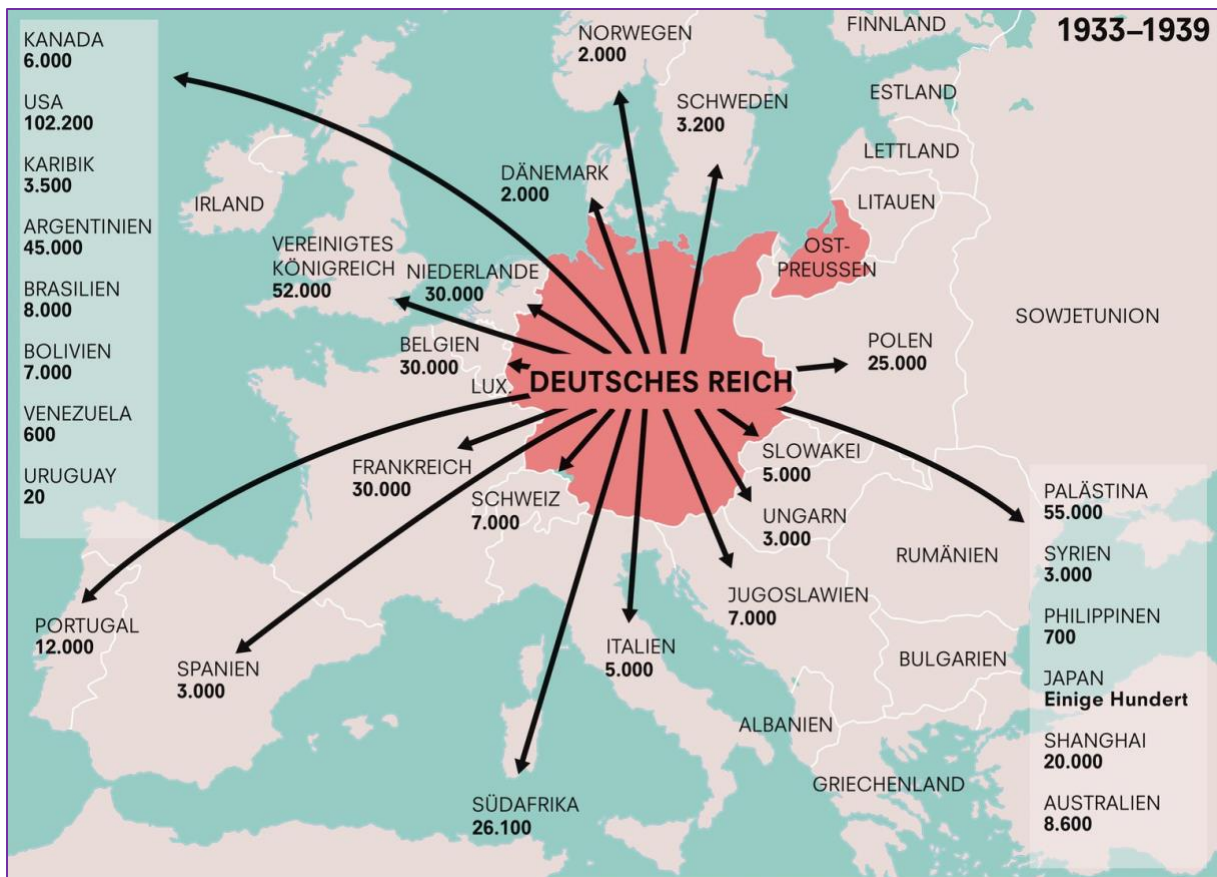 1933–1939
KANADA
6.000
USA
102.200
KARIBIK
3.500
ARGENTINIEN
45.000
BRASILIEN
8.000
BOLIVIEN
7.000
VENEZUELA
600
URUGUAY
20
NORWEGEN
2.000
FINNLAND
SCHWEDEN
3.200
ESTLAND
LETTLAND
DÄNEMARK
2.000
LITAUEN
IRLAND
VEREINIGTES
KÖNIGREICH
52.000
NIEDERLANDE
30.000
OST-
PREUSSEN
SOWJETUNION
BELGIEN
30.000
POLEN
25.000
LUX.
DEUTSCHES REICH
FRANKREICH
30.000
SCHWEIZ
7.000
SLOWAKEI
5.000
UNGARN
3.000
RUMÄNIEN
JUGOSLAWIEN
7.000
PORTUGAL
12.000
SPANIEN
3.000
ITALIEN
5.000
BULGARIEN
ALBANIEN
GRIECHENLAND
SÜDAFRIKA
26.100
PALÄSTINA
55.000
SYRIEN
3.000
PHILIPPINEN
700
JAPAN
Einige Hundert
SHANGHAI
20.000
AUSTRALIEN
8.600